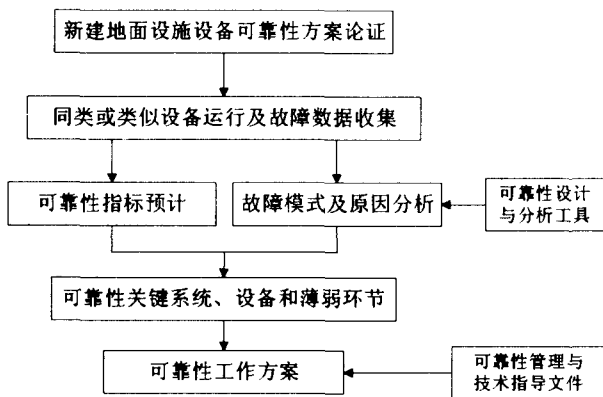 新建地面设施设备可靠性方案论证
同类或类似设备运行及故障数据收集
可靠性指标预计
故障模式及原因分析
可靠性设计
与分析工具
可靠性关键系统、设备和薄弱环节
可靠性工作方案
可靠性管理与
技术指导文件